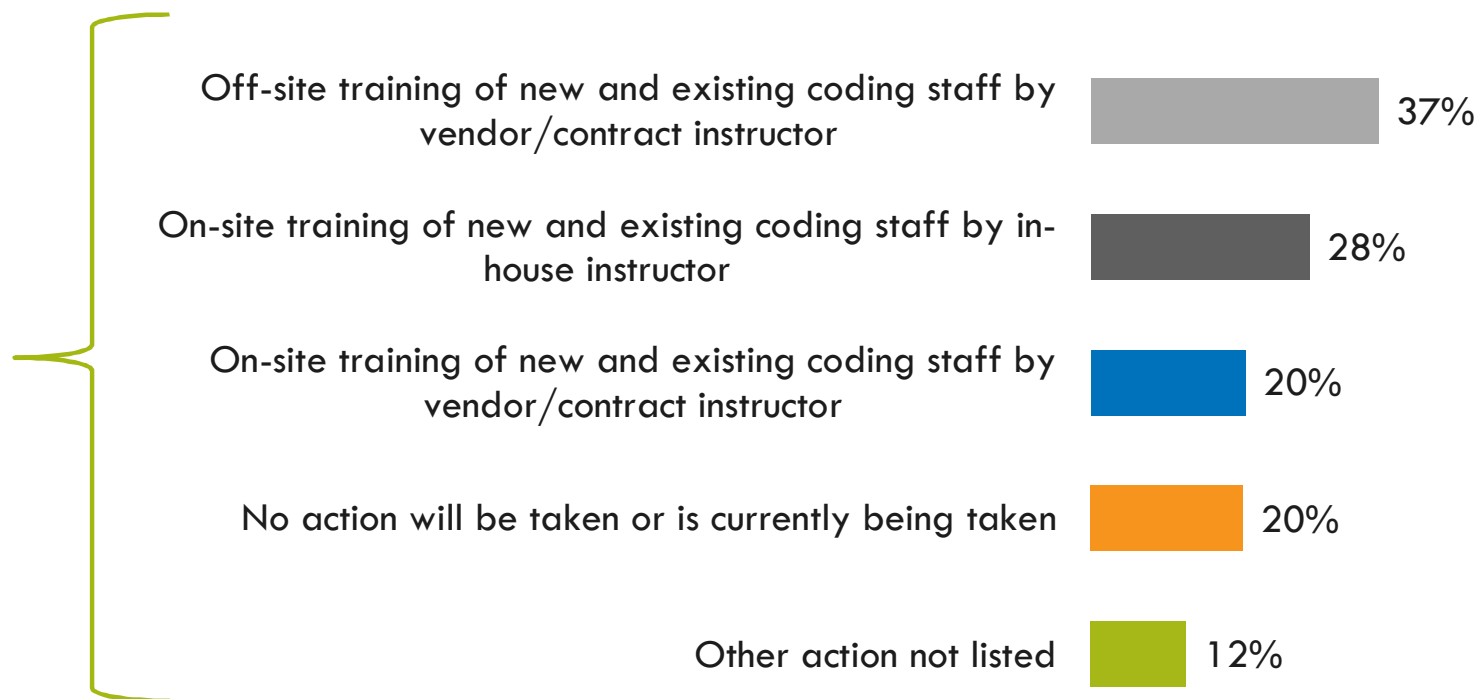 Off-site training of new and existing coding staff by
vendor/contract instructor
37%
On-site training of new and existing coding staff by in-
house instructor
28%
On-site training of new and existing coding staff by
vendor/contract instructor
20%
No action will be taken or is currently being taken
20%
Other action not listed
12%